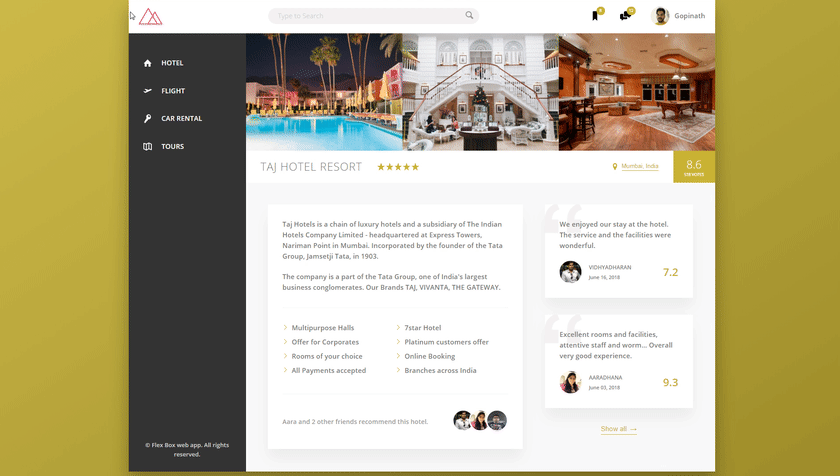 Type to Search
Gopinath
HOTEL
FLIGHT
CAR RENTAL
TOURS
TAJ HOTEL RESORT
Mumbai, India
8.6
Taj Hotels is a chain of luxury hotels and a subsidiary of The Indian
Hotels Company Limited - headquartered at Express Towers,
Nariman Point in Mumbai. Incorporated by the founder of the Tata
Group, Jamsetji Tata, in 1903.
The company is a part of the Tata Group, one of India's largest
business conglomerates. Our Brands TAJ, VIVANTA, THE GATEWAY.
Multipurpose Halls
Offer for Corporates
Rooms of your choice
All Payments accepted
7star Hotel
Platinum customers offer
Online Booking
Branches across India
Aara and 2 other friends recommend this hotel.
We enjoyed our stay at the hotel.
The service and the facilities were
wonderful.
VIDHYADHARAN
June 16, 2018
7.2
Excellent rooms and facilities,
attentive staff and worm... Overall
very good experience.
AARADHANA
June 03, 2018
9.3
Show all →
© Flex Box web app. All rights
reserved.